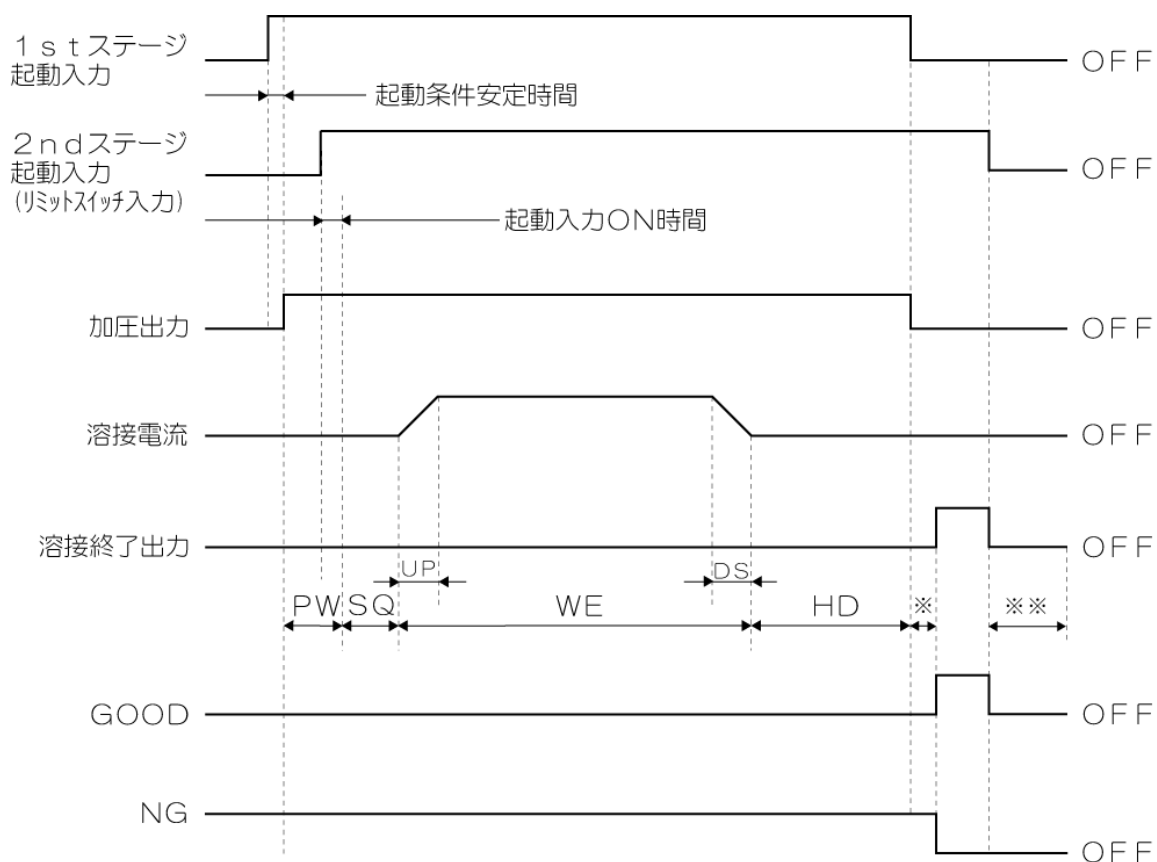 １ｓｔステージ
起動入力
OFF
起動条件安定時間
２ｎｄステージ
起動入力
(ﾘﾐｯﾄｽｲｯﾁ入力)
OFF
起動入力ＯＮ時間
加圧出力
OFF
溶接電流
OFF
溶接終了出力
OFF
UP
DS
PW
SQ
WE
HD
※
※※
GOOD
OFF
NG
OFF